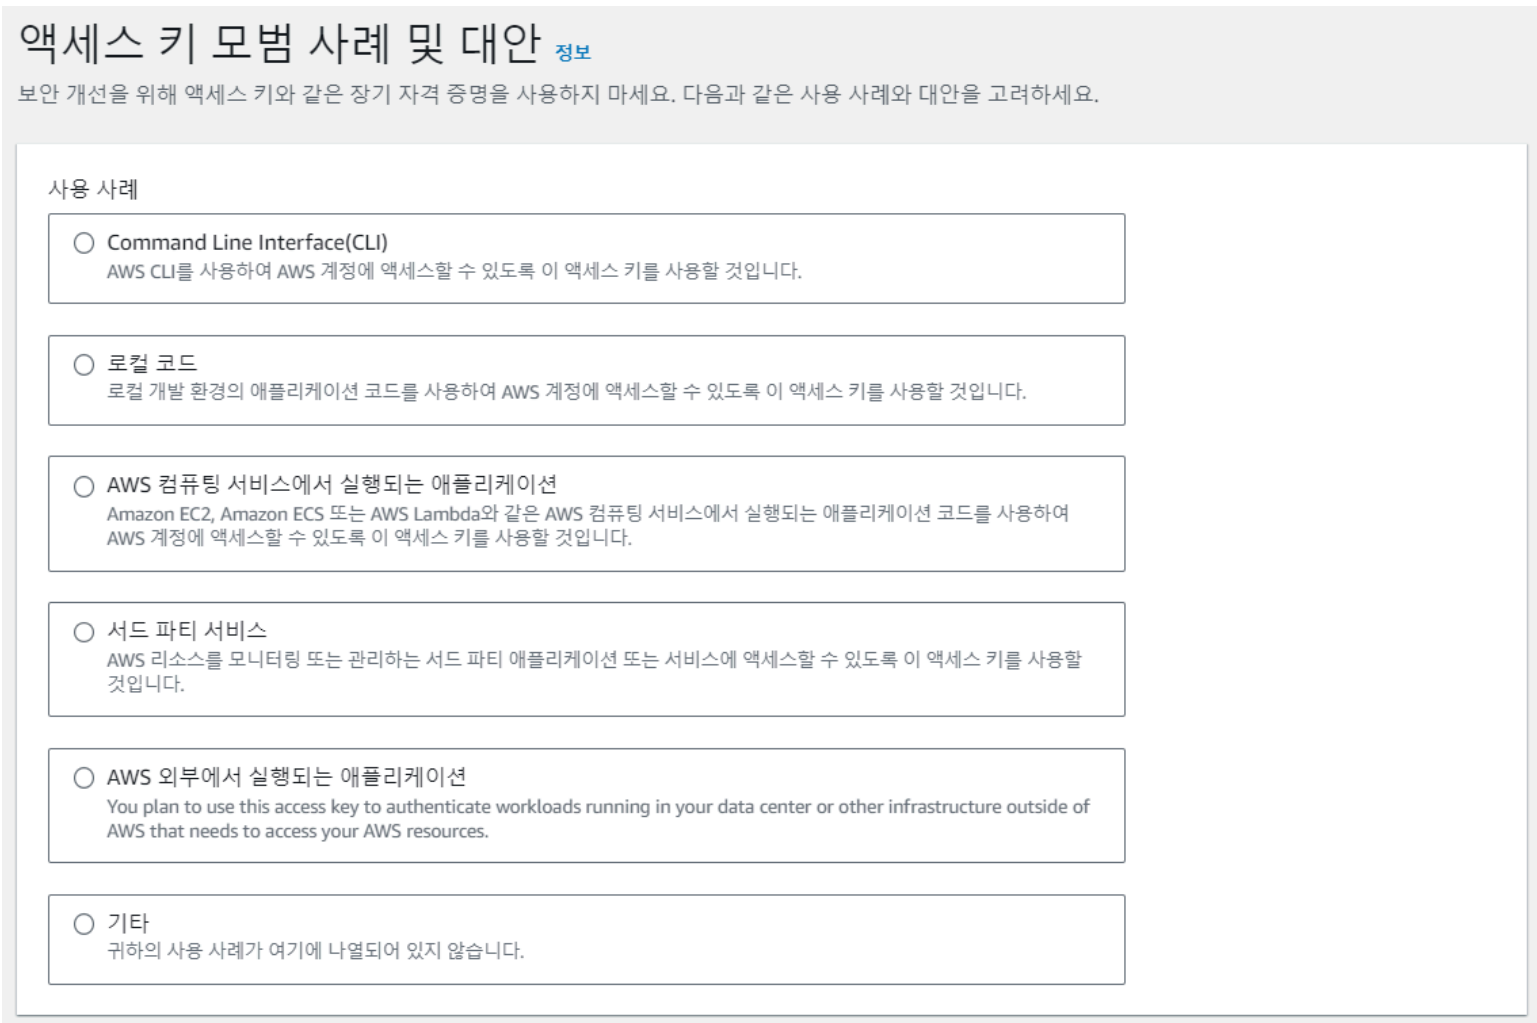 액세스 키 모범 사례 및 대안 정보
보안 개선을 위해 액세스 키와 같은 장기 자격 증명을 사용하지 마세요. 다음과 같은 사용 사례와 대안을 고려하세요.
사용 사례
Command Line Interface(CLI)
AWS CLI를 사용하여 AWS 계정에 액세스할 수 있도록 이 액세스 키를 사용할 것입니다.
로컬 코드
로컬 개발 환경의 애플리케이션 코드를 사용하여 AWS 계정에 액세스할 수 있도록 이 액세스 키를 사용할 것입니다.
AWS 컴퓨팅 서비스에서 실행되는 애플리케이션
Amazon EC2, Amazon ECS 또는 AWS Lambda와 같은 AWS 컴퓨팅 서비스에서 실행되는 애플리케이션 코드를 사용하여
AWS 계정에 액세스할 수 있도록 이 액세스 키를 사용할 것입니다.
서드 파티 서비스
AWS 리소스를 모니터링 또는 관리하는 서드 파티 애플리케이션 또는 서비스에 액세스할 수 있도록 이 액세스 키를 사용할
것입니다.
AWS 외부에서 실행되는 애플리케이션
You plan to use this access key to authenticate workloads running in your data center or other infrastructure outside of
AWS that needs to access your AWS resources.
기타
귀하의 사용 사례가 여기에 나열되어 있지 않습니다.